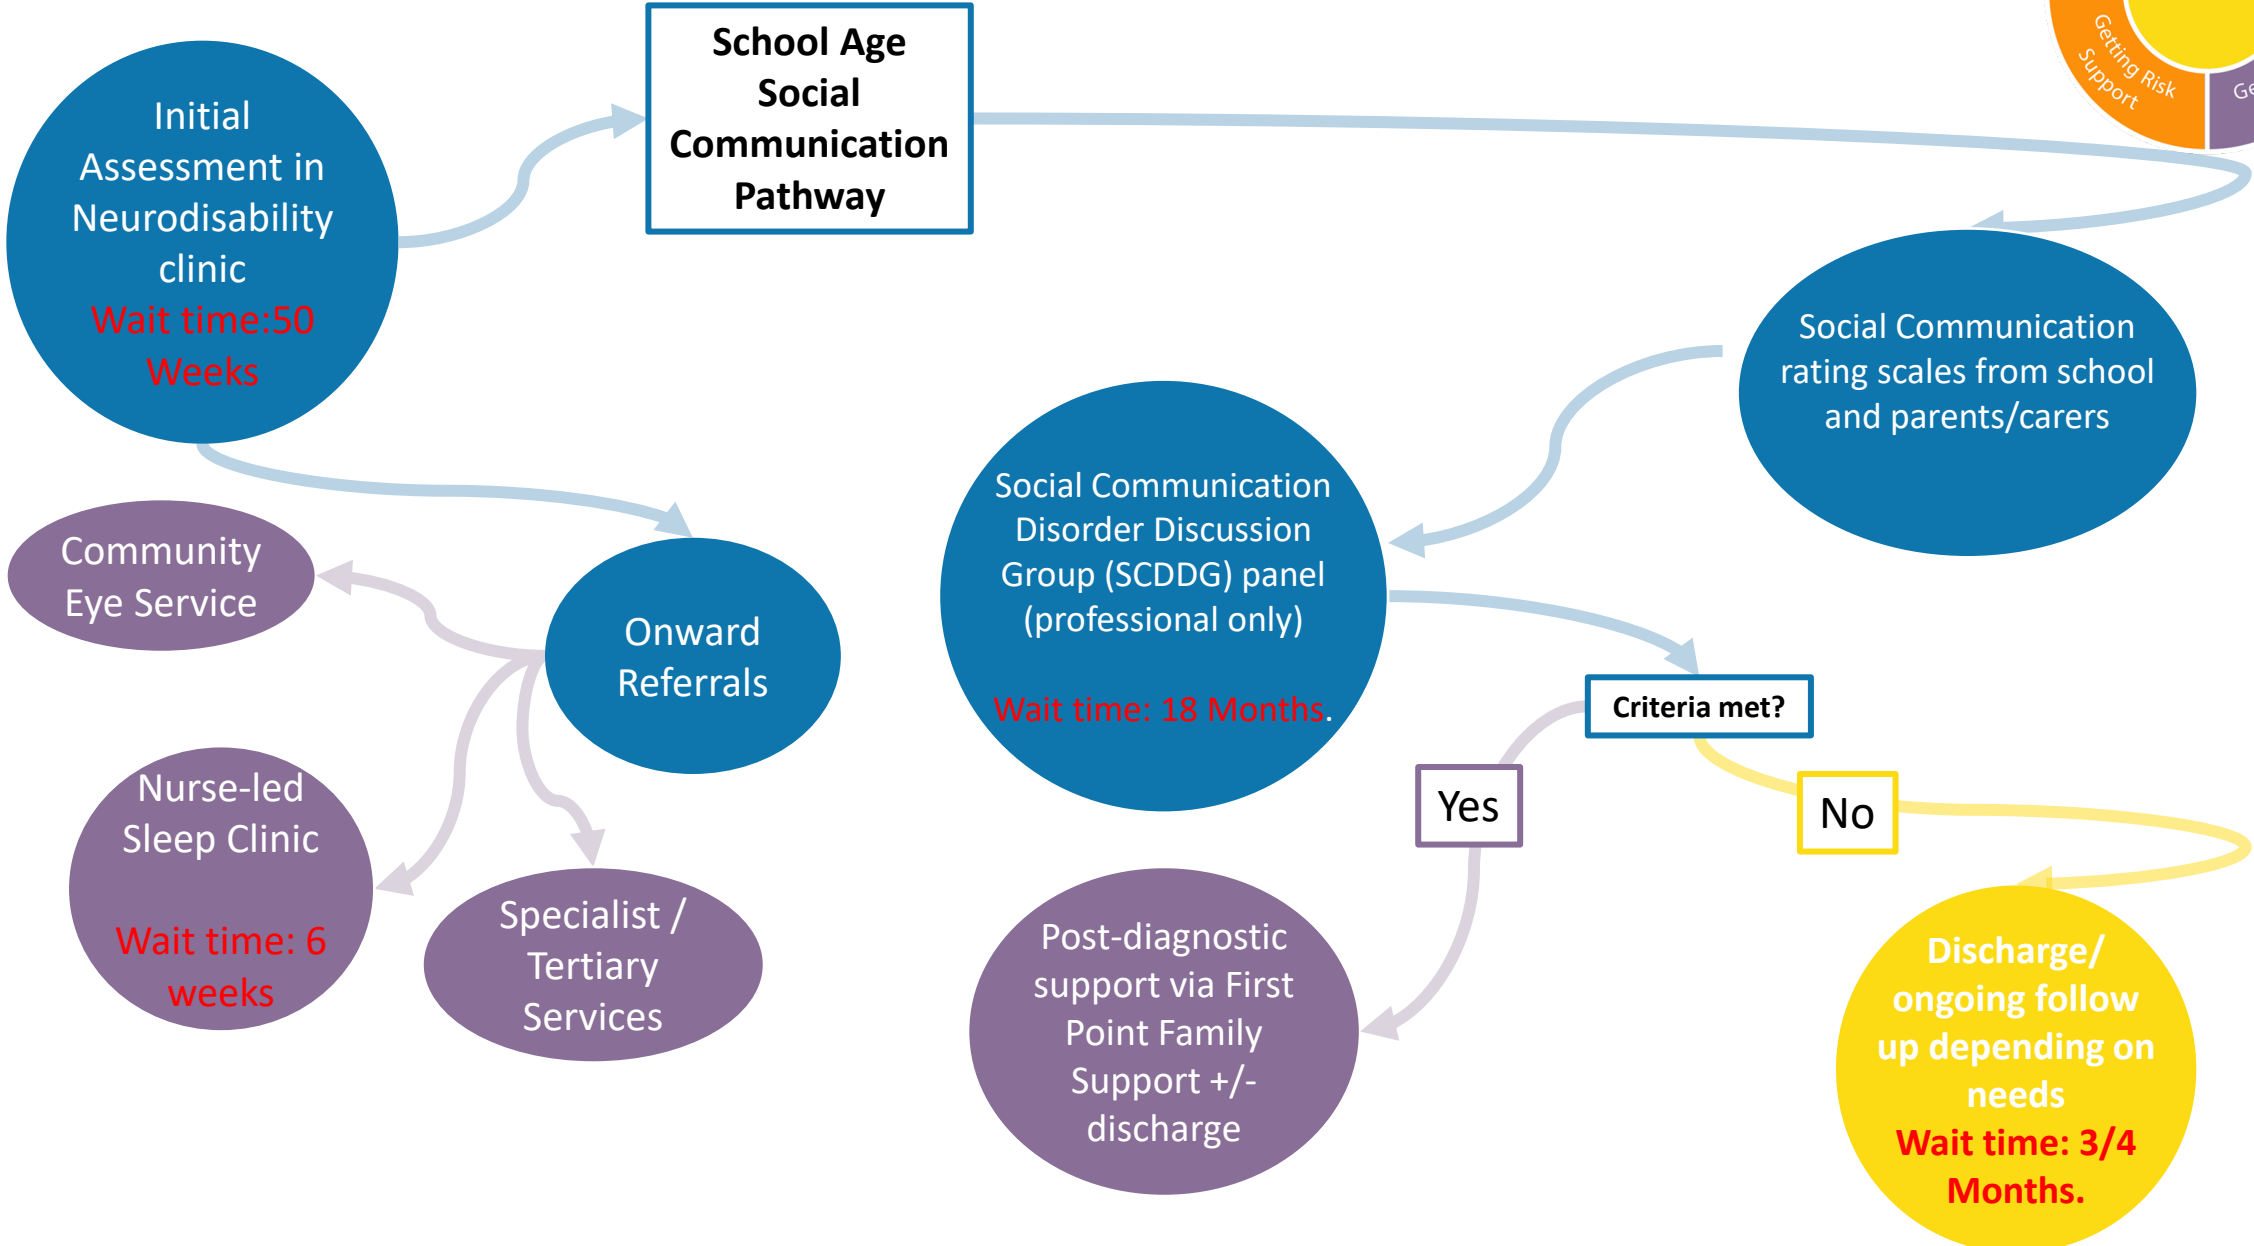 School Age
Social
Communication
Pathway
Getting Risk
Support
Initial
Assessment in
Neurodisability
clinic
Wait time:50
Weeks
Social Communication
rating scales from school
and parents/carers
Social Communication
Disorder Discussion
Group (SCDDG) panel
(professional only)
Wait time: 18 Months.
Community
Eye Service
Onward
Referrals
Criteria met?
Yes
No
Nurse-led
Sleep Clinic
Wait time: 6
weeks
Specialist /
Tertiary
Services
Post-diagnostic
support via First
Point Family
Support +/-
discharge
Discharge/
ongoing follow
up depending on
needs
Wait time: 3/4
Months.